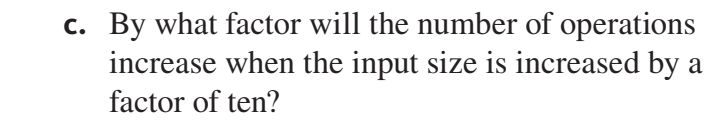 c. By what factor will the number of operations
increase when the input size is increased by a
factor of ten?